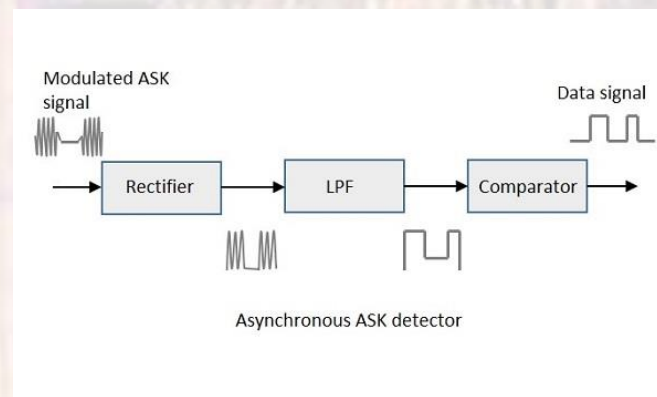 Modulated ASK
signal
Data signal
Rectifier
LPF
Comparator
Asynchronous ASK detector